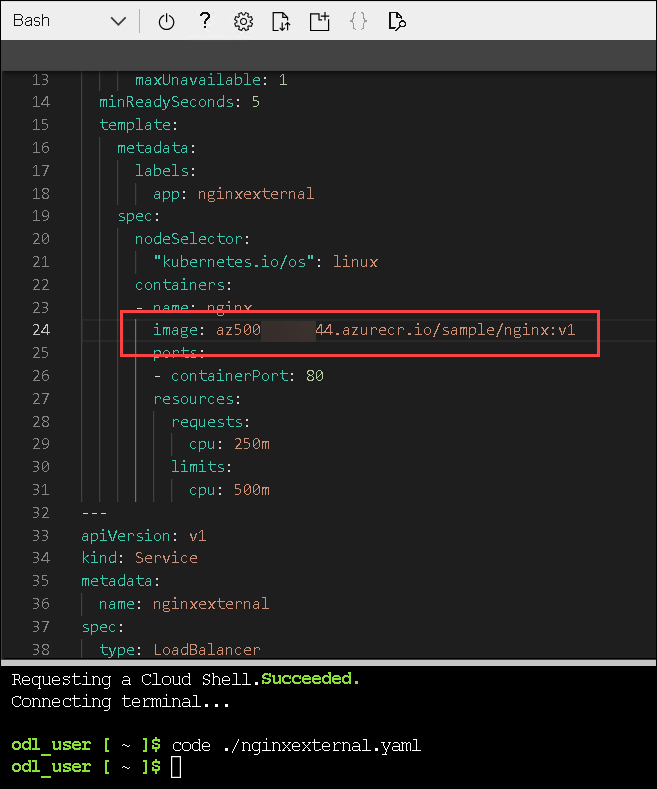 Bash
13 maxUnavailable: 1
14 minReadySeconds: 5
15 template:
16 metadata:
17 labels:
18 app: nginxexternal
19 spec:
20 nodeSelector:
21 "kubernetes.io/os": linux
22 containers:
23 - name: nginx
24 image: az500 44.azurecr.io/sample/nginx:v1
25 ports:
26 - containerPort: 80
27 resources:
28 requests:
29 cpu: 250m
30 limits:
31 cpu: 500m
32 ---
33 apiVersion: v1
34 kind: Service
35 metadata:
36 name: nginxexternal
37 spec:
38 type: LoadBalancer
Requesting a Cloud Shell.Succeeded.
Connecting terminal...
odl_user [ ~ ]$ code ./nginxexternal.yaml
odl_user [ ~ ]$